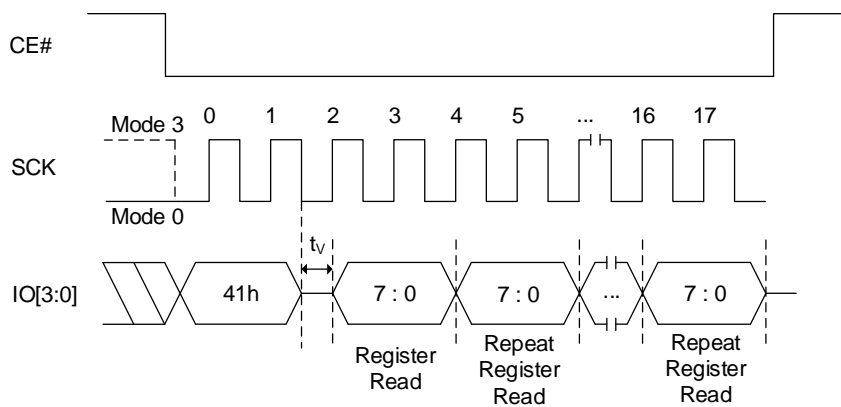 CE#
0 1 2 3 4 5 ... 16 17
Mode 3
SCK
Mode 0
tV
IO[3:0]
41h 7 : 0 7 : 0 ... 7 : 0
Register
Read
Repeat
Register
Read
Repeat
Register
Read